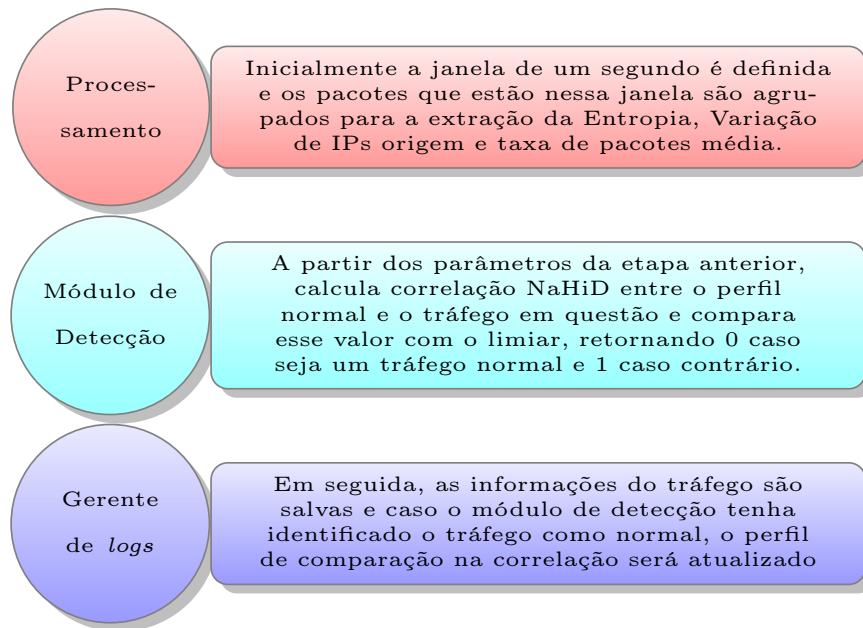 Proces-
samento
Inicialmente a janela de um segundo é definida
e os pacotes que estão nessa janela são agru-
pados para a extração da Entropia, Variação
de IPs origem e taxa de pacotes média.
Módulo de
Detecção
A partir dos parâmetros da etapa anterior,
calcula correlação NaHiD entre o perfil
normal e o tráfego em questão e compara
esse valor com o limiar, retornando 0 caso
seja um tráfego normal e 1 caso contrário.
Gerente
de logs
Em seguida, as informações do tráfego são
salvas e caso o módulo de detecção tenha
identificado o tráfego como normal, o perfil
de comparação na correlação será atualizado